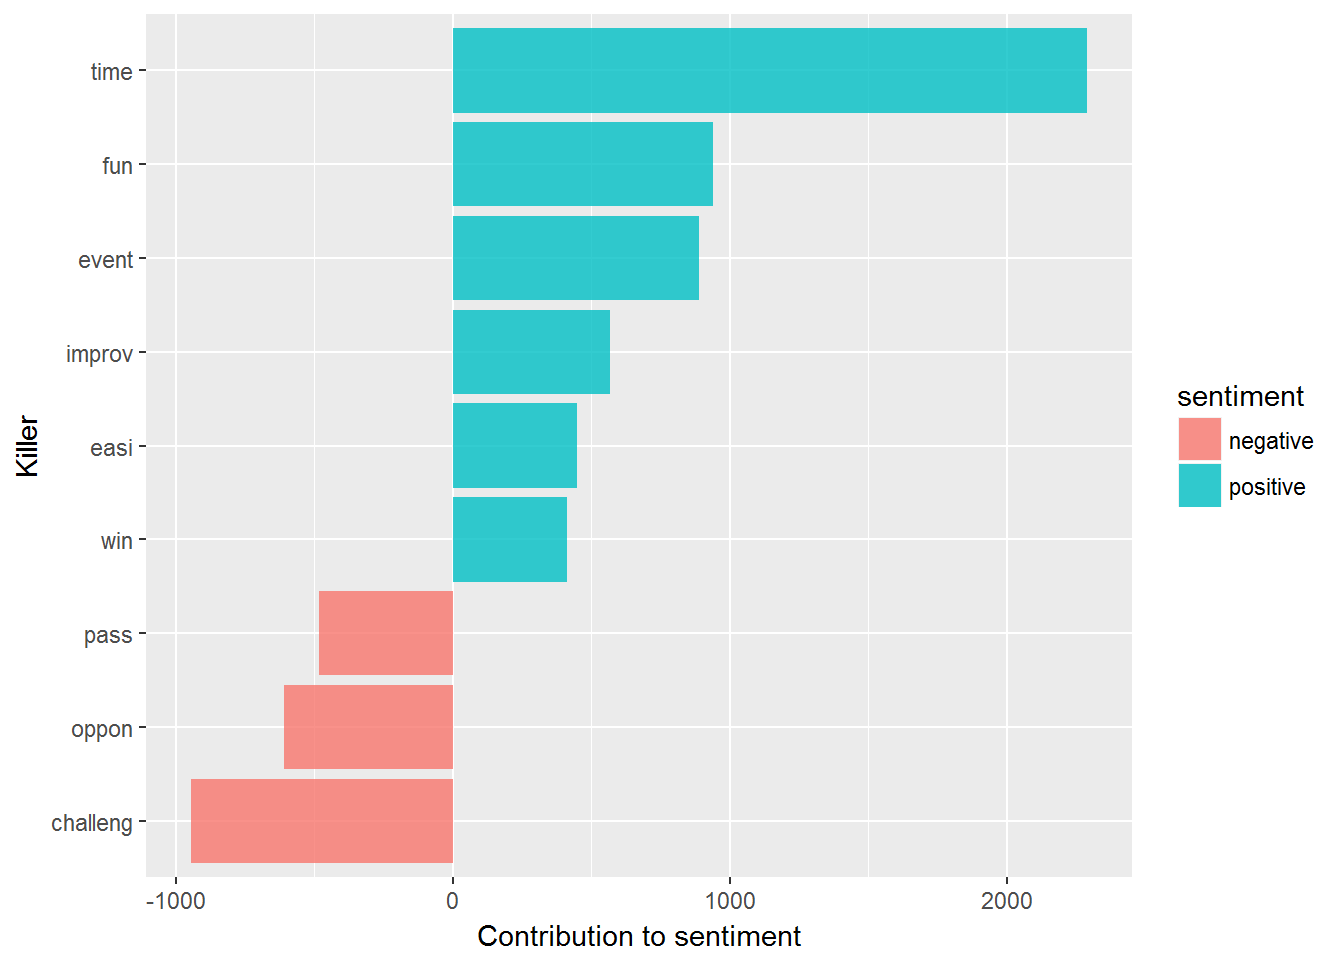 time
fun
event
improv
easi
win
pass
oppon
challeng
Killer
-1000 0 1000 2000
Contribution to sentiment
sentiment
negative
positive